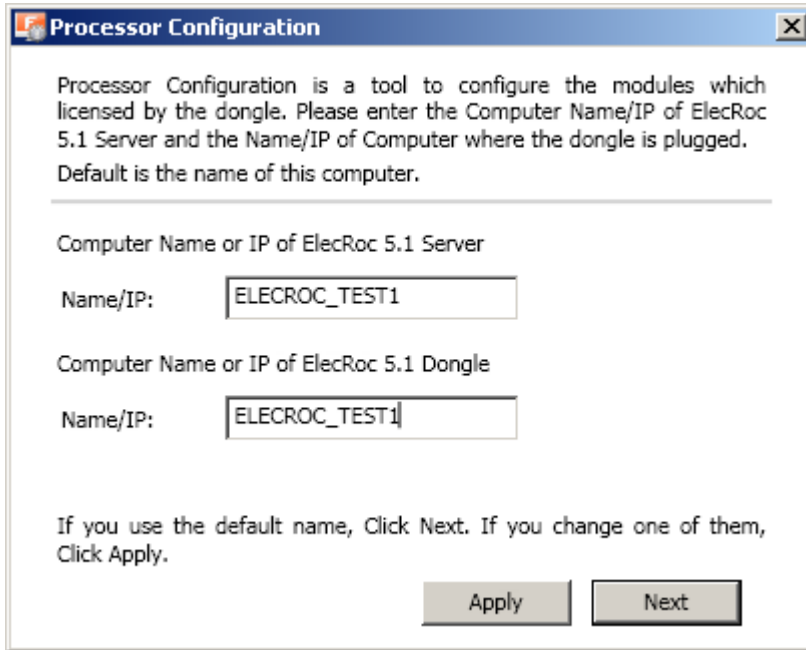 Processor Configuration
Processor Configuration is a tool to configure the modules which
licensed by the dongle. Please enter the Computer Name/IP of ElecRoc
5.1 Server and the Name/IP of Computer where the dongle is plugged.
Default is the name of this computer.
Computer Name or IP of ElecRoc 5.1 Server
Name/IP: ELECROC_TEST1
Computer Name or IP of ElecRoc 5.1 Dongle
Name/IP: ELECROC_TEST1
If you use the default name, Click Next. If you change one of them,
Click Apply.
Apply Next